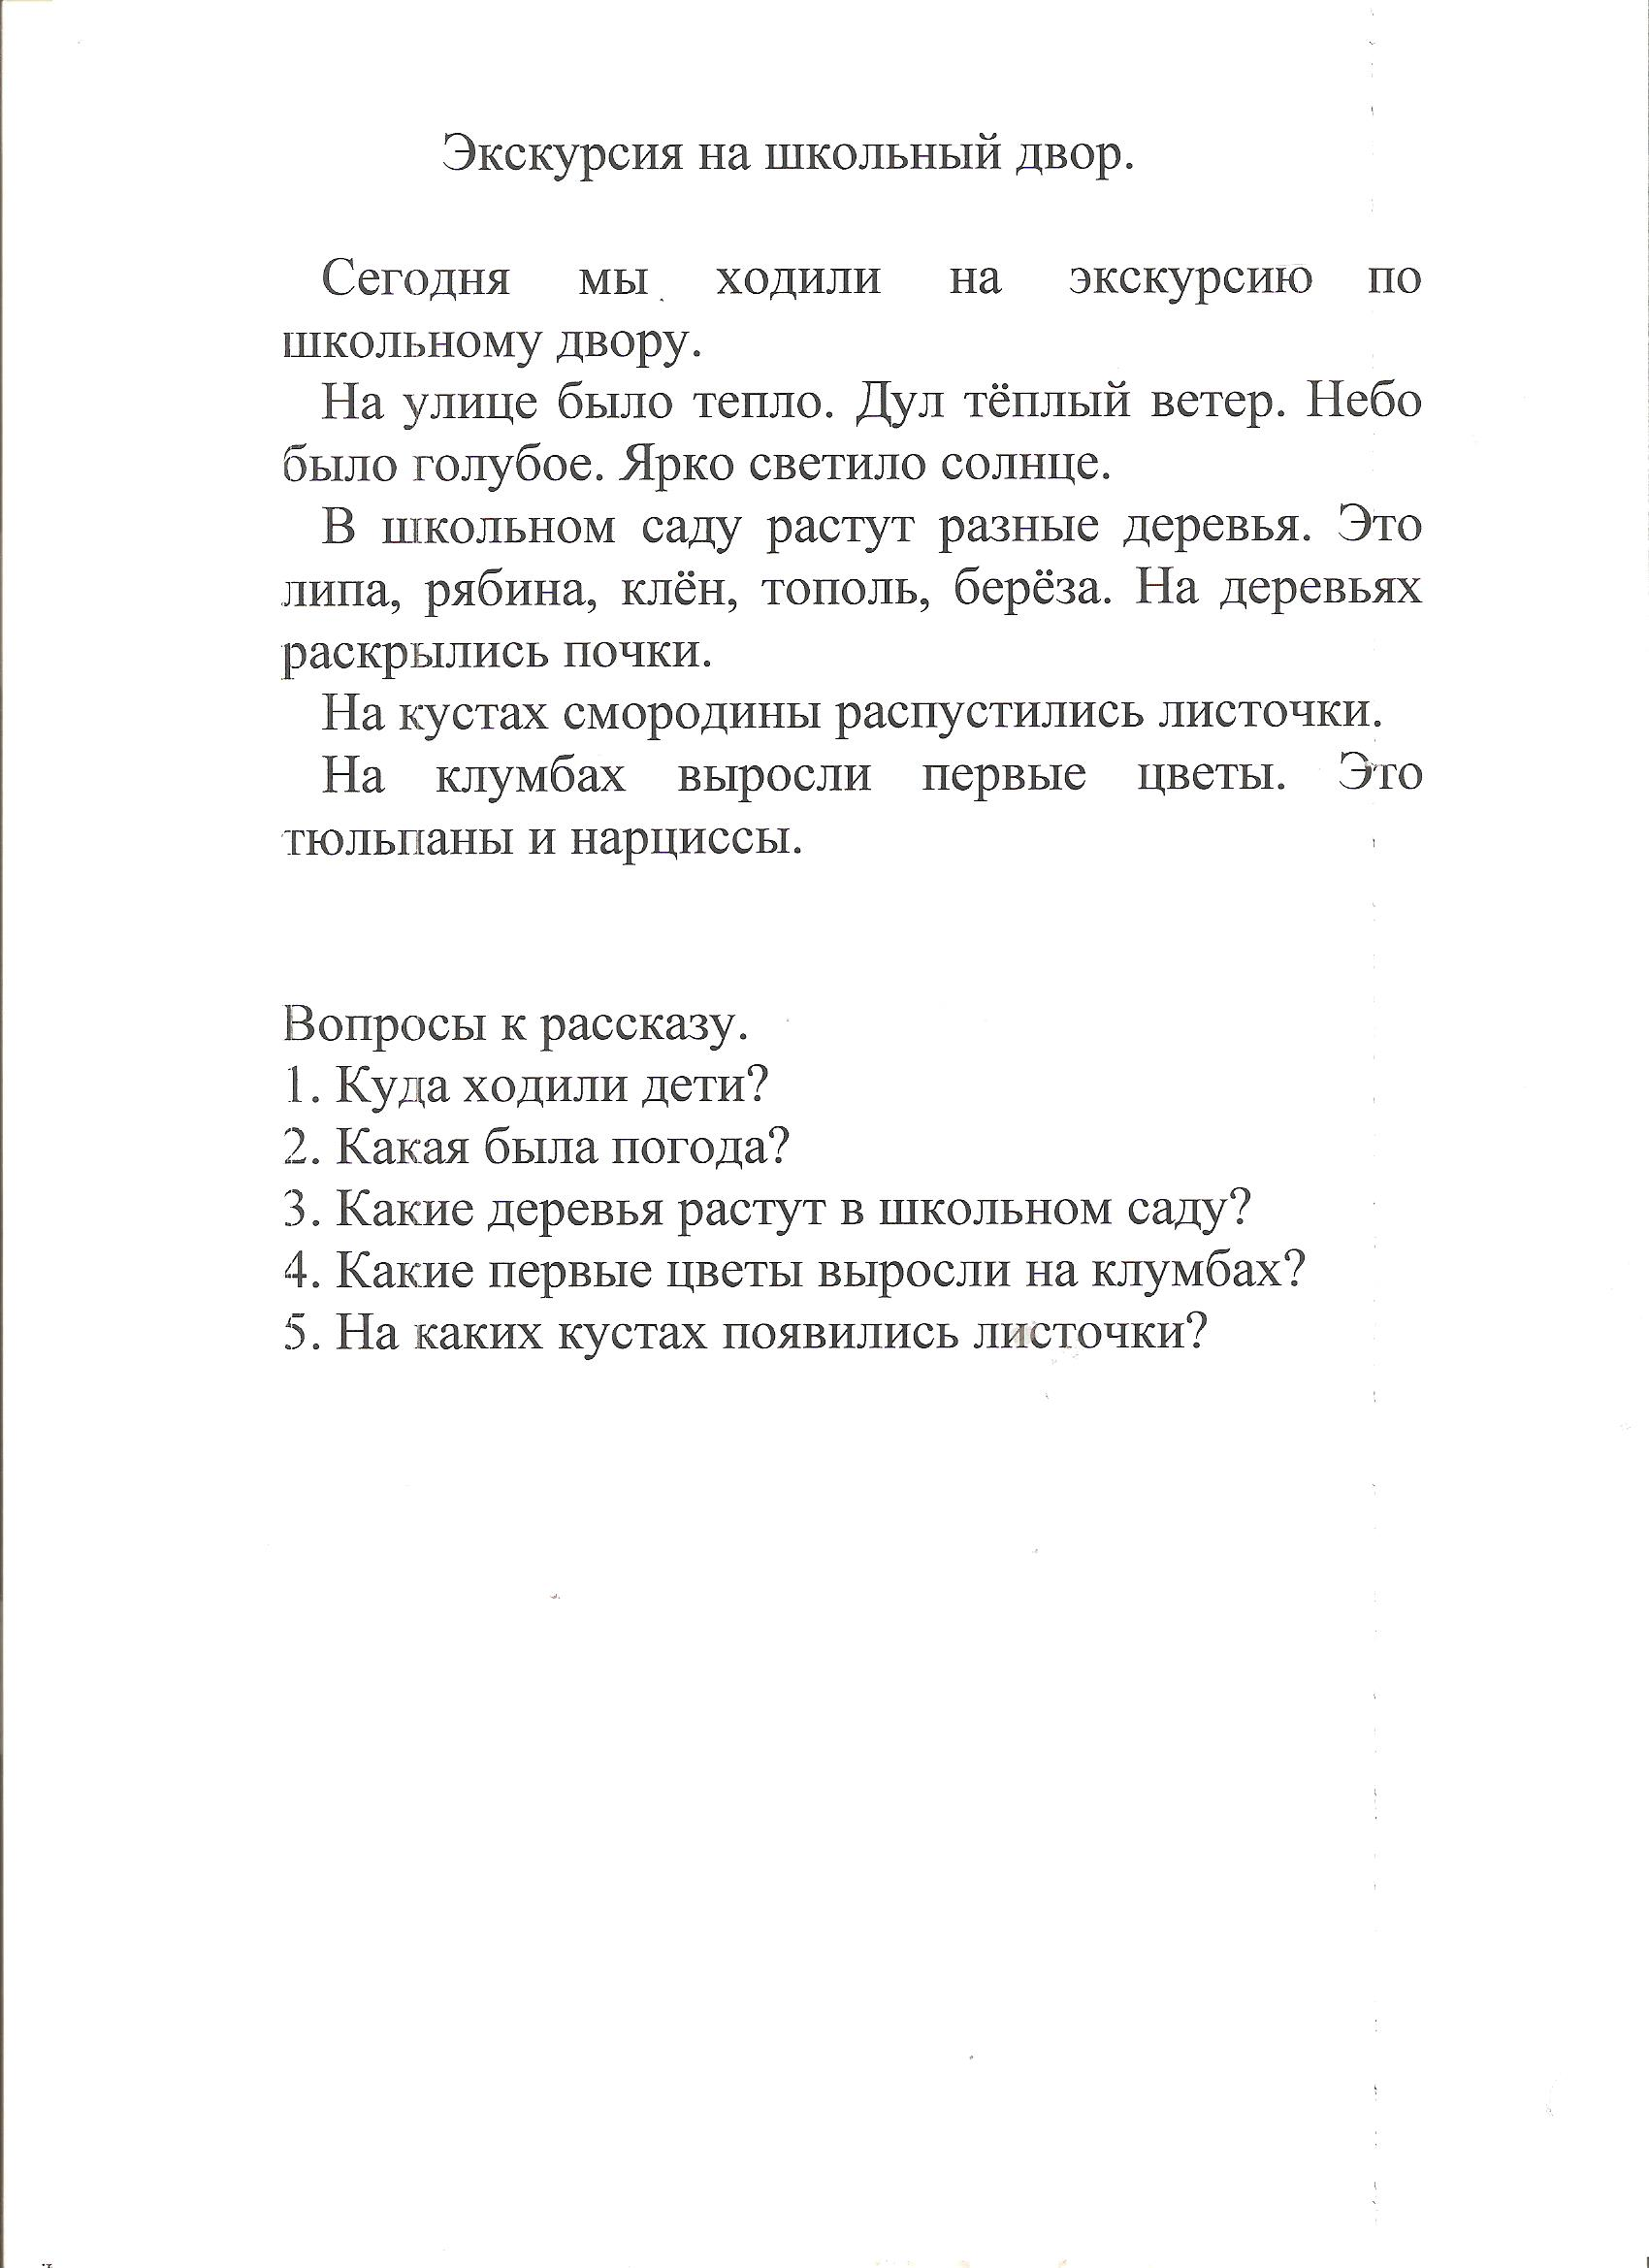 Экскурсия на школьный двор.
Сегодня мы ходили на экскурсию по
школьному двору.
На улице было тепло. Дул тёплый ветер. Небо
было голубое. Ярко светило солнце.
В школьном саду растут разные деревья. Это
липа, рябина, клён, тополь, берёза. На деревьях
раскрылись почки.
На кустах смородины распустились листочки.
На клумбах выросли первые цветы. Это
тюльпаны и нарциссы.
Вопросы к рассказу.
1. Куда ходили дети?
2. Какая была погода?
3. Какие деревья растут в школьном саду?
4. Какие первые цветы выросли на клумбах?
5. На каких кустах появились листочки?